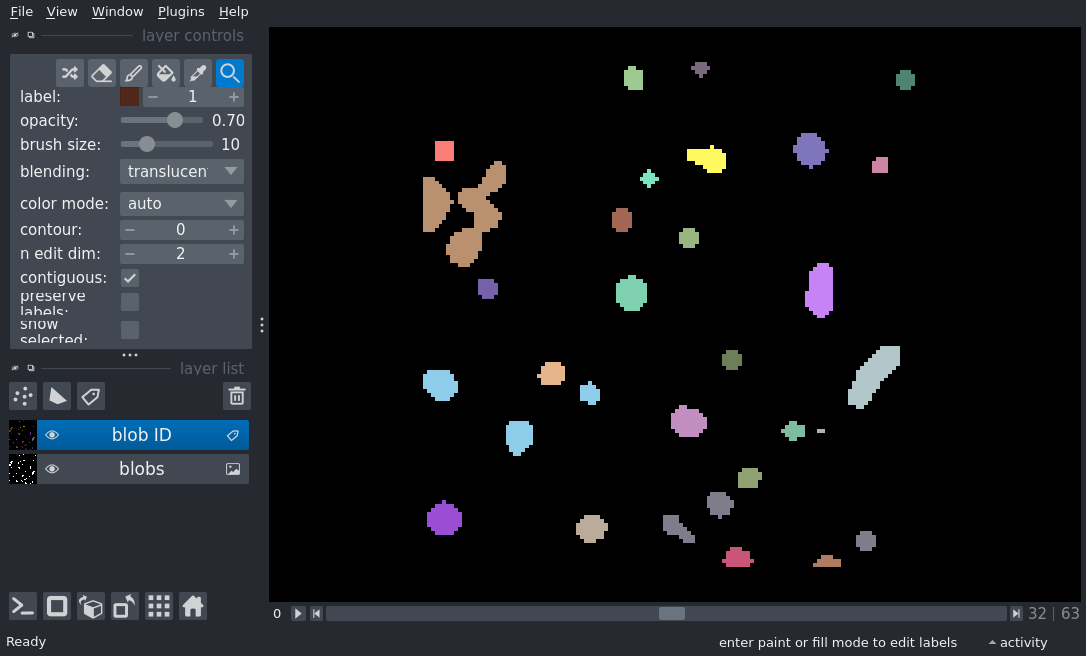 File View Window Plugins Help
layer controls
label: 1
opacity: 0.70
brush size: 10
blending: translucen
color mode: auto
contour: 0
n edit dim: 2
contiguous:
preserve
labels:
show
selected:
layer list
blob ID
blobs
0 32 | 63
Ready enter paint or fill mode to edit labels activity